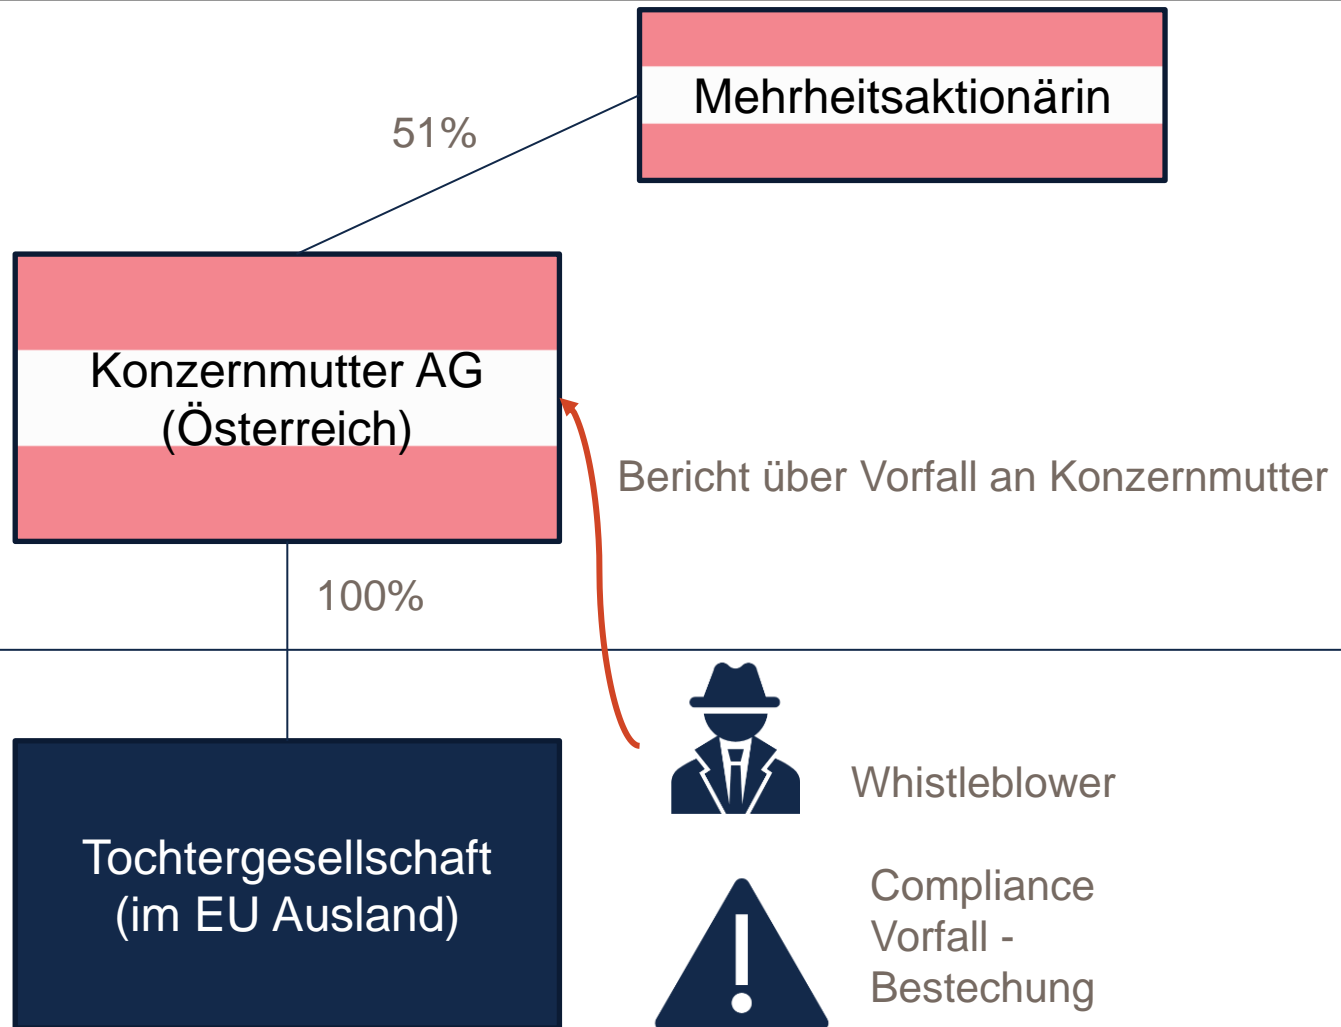 Mehrheitsaktionärin
51%
Konzernmutter AG
(Österreich)
Bericht über Vorfall an Konzernmutter
100%
Whistleblower
Tochtergesellschaft
(im EU Ausland)
Compliance
Vorfall -
Bestechung